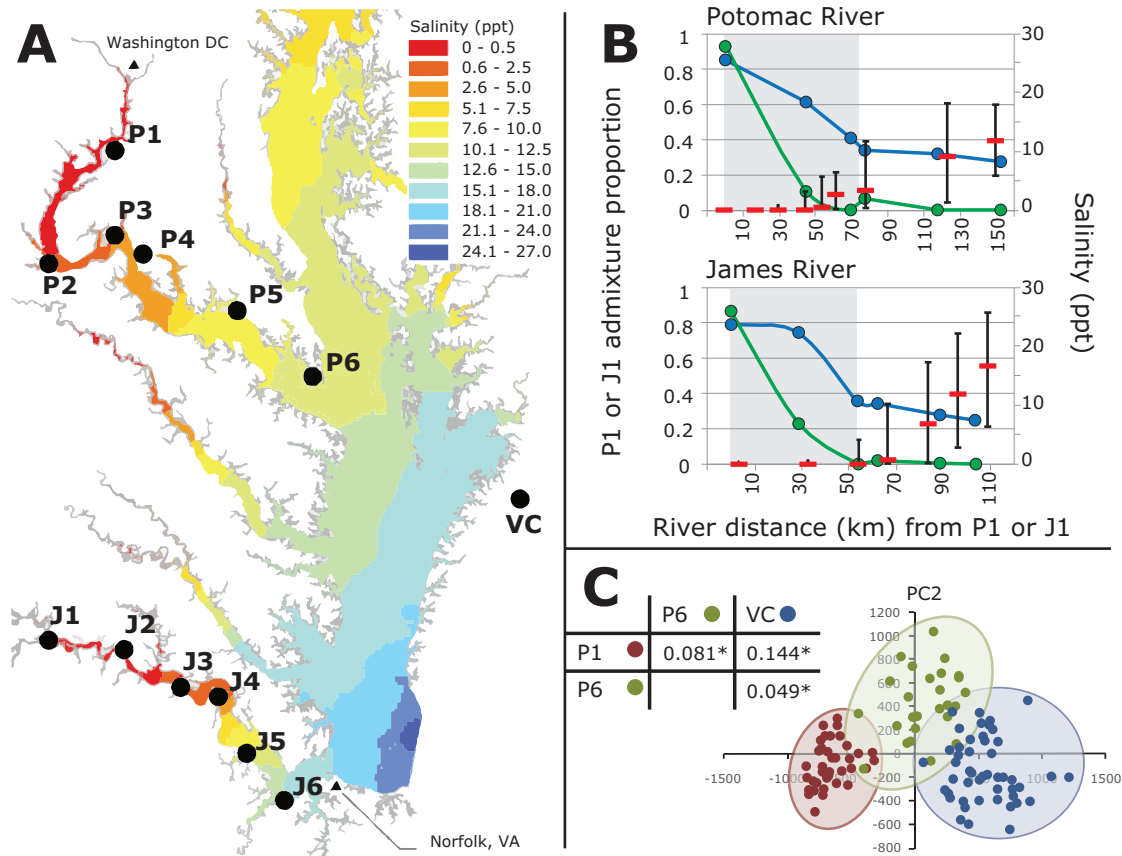 A
Washington DC
Salinity (ppt)
0 - 0.5
0.6 - 2.5
2.6 - 5.0
5.1 - 7.5
7.6 - 10.0
10.1 - 12.5
12.6 - 15.0
15.1 - 18.0
18.1 - 21.0
21.1 - 24.0
24.1 - 27.0
P1
P3
P4
P2
P5
P6
VC
J1
J2
J3
J4
J5
J6
Norfolk, VA
B
Potomac River
1
0.8
0.6
0.4
0.2
0
30
20
10
0
10 30 50 70 90 110 130 150
James River
1
0.8
0.6
0.4
0.2
0
30
20
10
0
10 30 50 70 90 110
P1 or J1 admixture proportion
Salinity (ppt)
River distance (km) from P1 or J1
C
P6 VC
P1 0.081* 0.144*
P6 0.049*
PC2
1200
1000
800
600
400
200
0
-200
-400
-600
-800
-1500 -1000 500 1000 1500